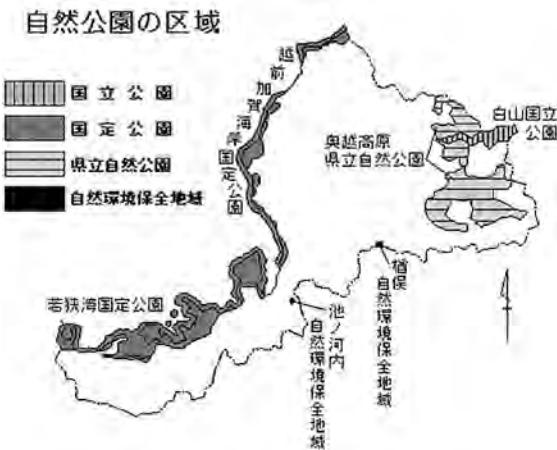 自然公園の区域
国立公園
国定公園
県立自然公園
自然環境保全地域
越前加賀海岸国定公園
白山国立
公園
奥越高原
県立自然公園
若狭湾国定公園
池ノ河内
自然環境保全地域
楢俣
自然環境保全地域